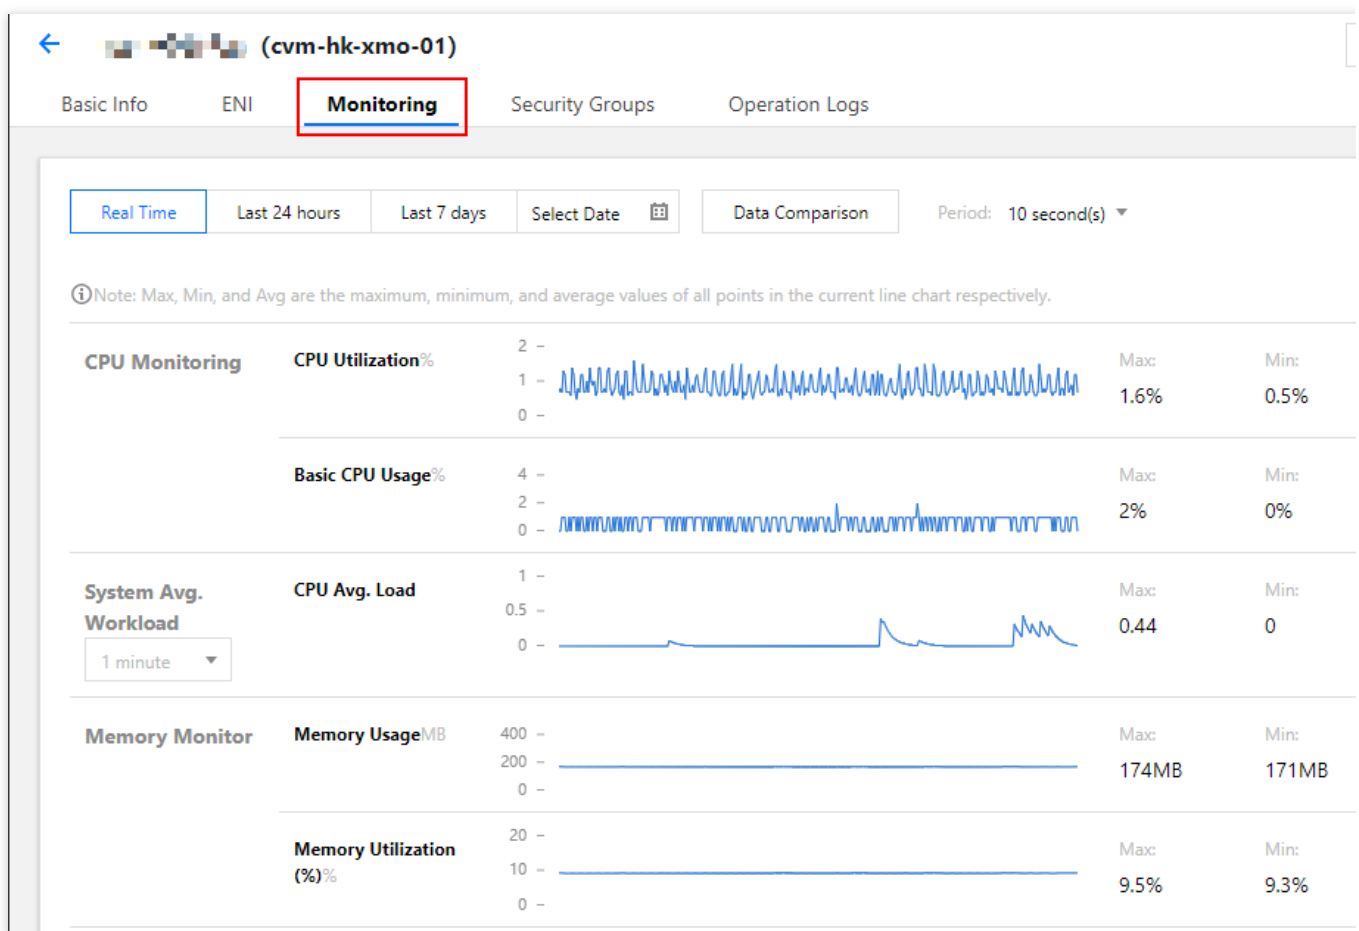 (cvm-hk-xmo-01)
Basic Info ENI Monitoring Security Groups Operation Logs
Real Time Last 24 hours Last 7 days Select Date Data Comparison Period: 10 second(s)
Note: Max, Min, and Avg are the maximum, minimum, and average values of all points in the current line chart respectively.
CPU Monitoring
CPU Utilization%
2
1
0
Max:
1.6%
Min:
0.5%
Basic CPU Usage%
4
2
0
Max:
2%
Min:
0%
System Avg.
Workload
1 minute
CPU Avg. Load
1
0.5
0
Max:
0.44
Min:
0
Memory Monitor
Memory UsageMB
400
200
0
Max:
174MB
Min:
171MB
Memory Utilization
(%)%
20
10
0
Max:
9.5%
Min:
9.3%